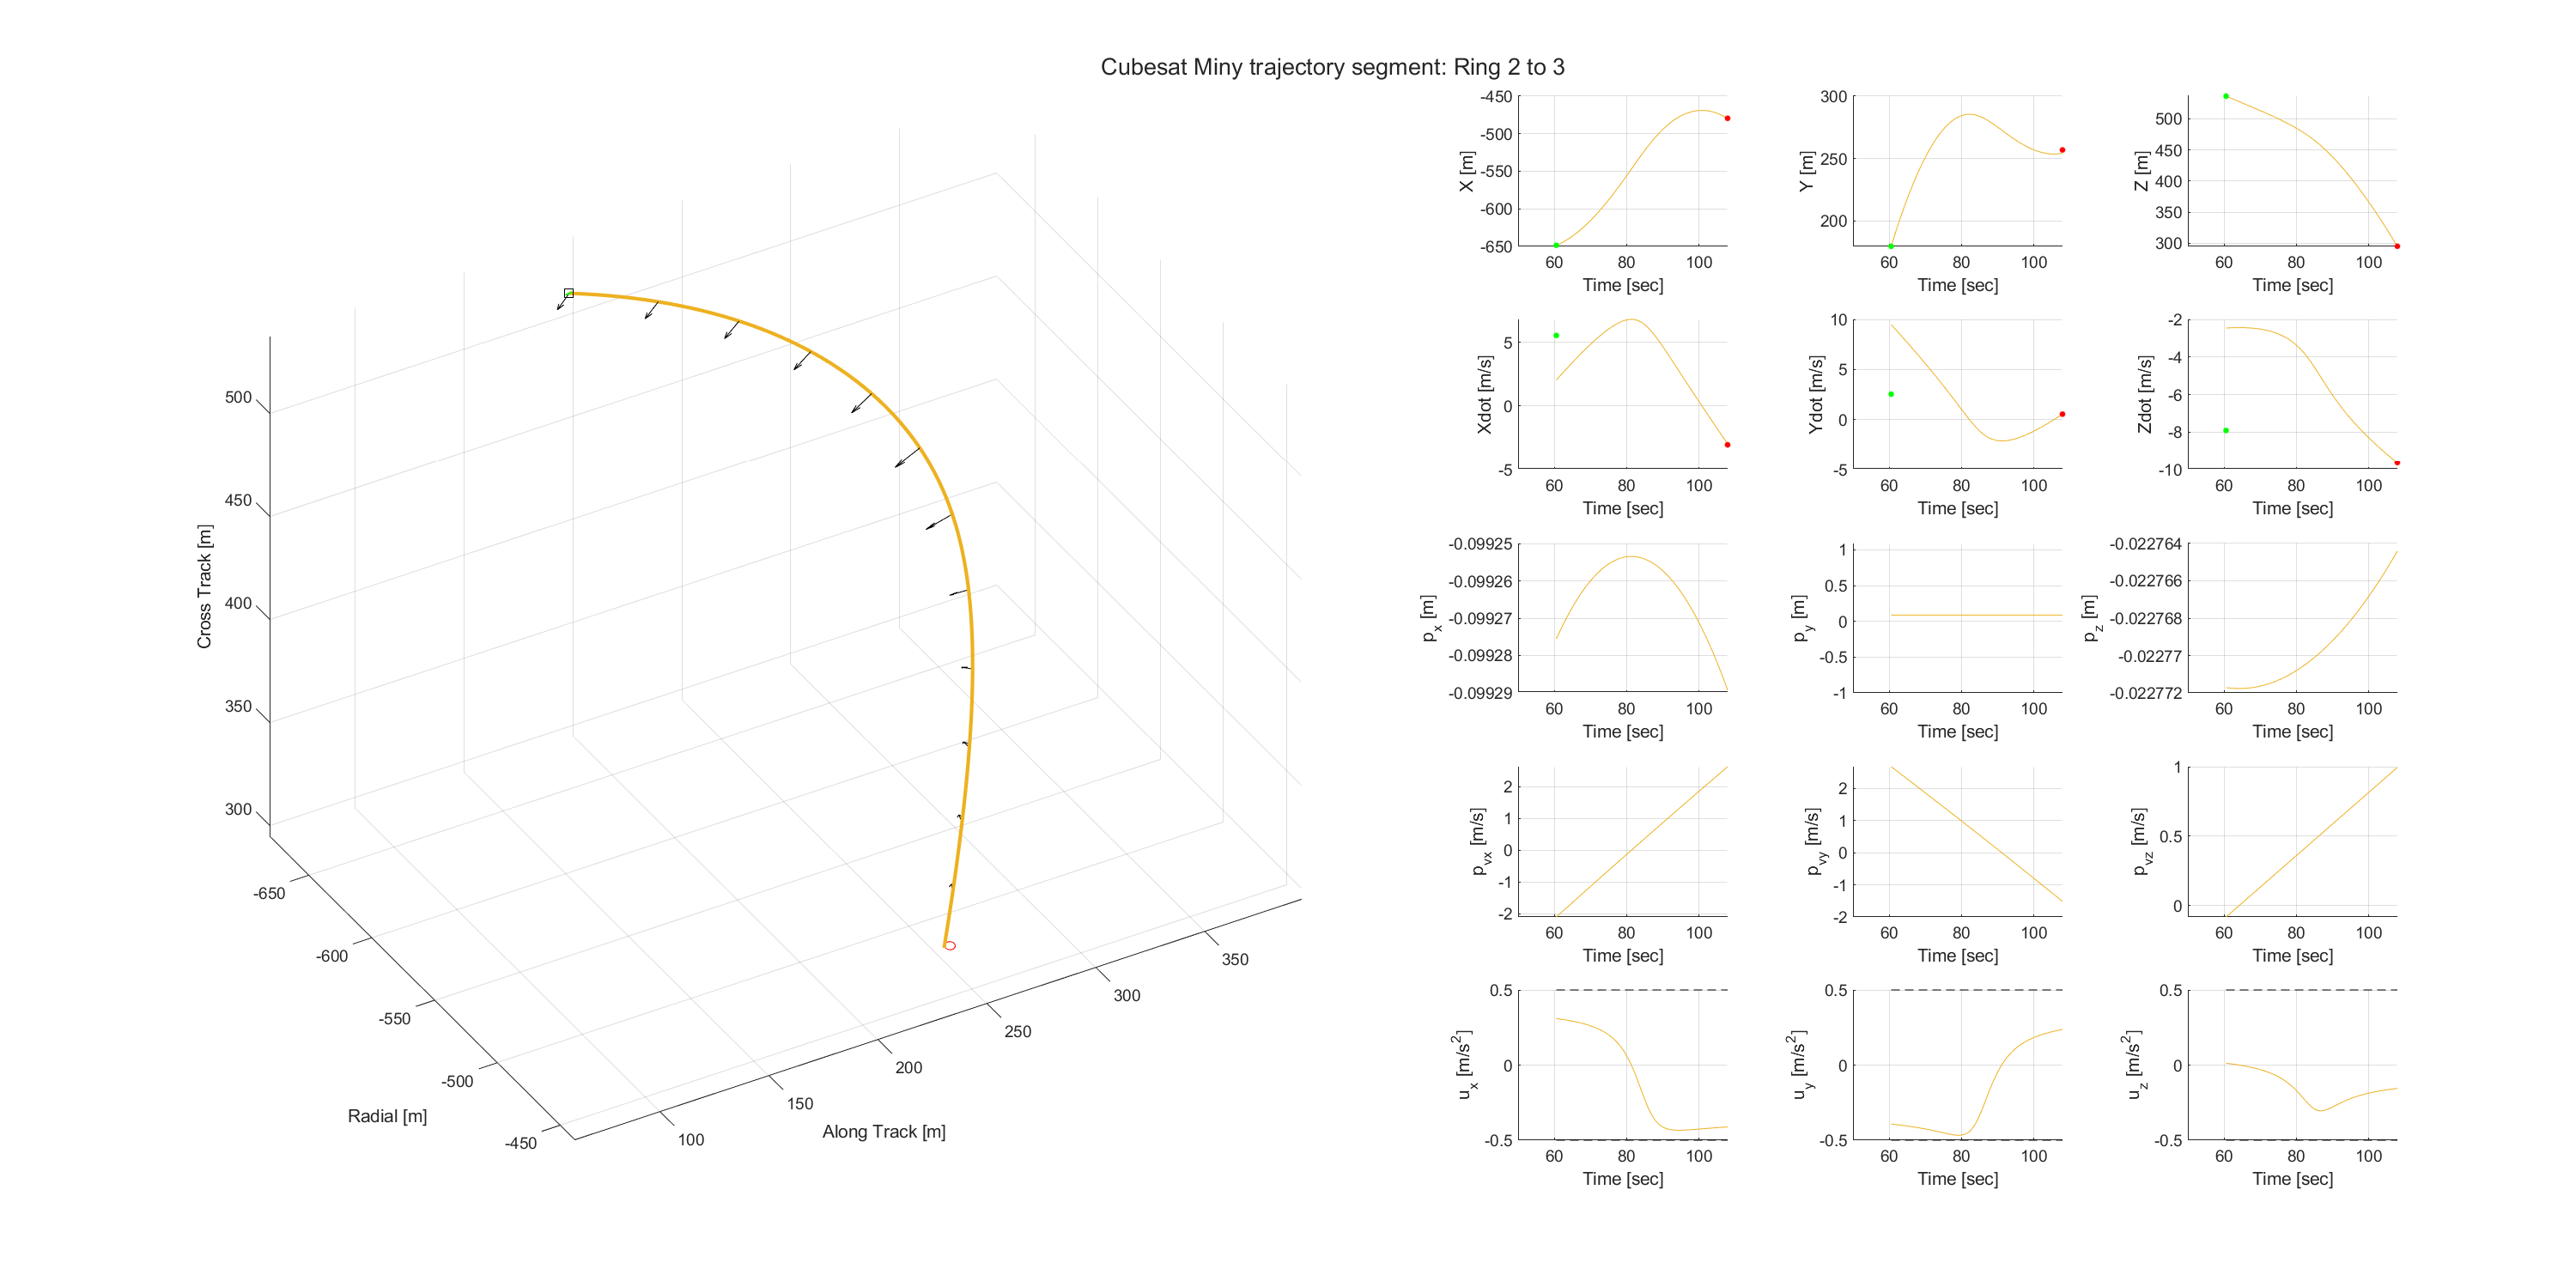 Cubesat Miny trajectory segment: Ring 2 to 3
Cross Track [m]
500
450
400
350
300
-650
-600
-550
-500
-450
Radial [m]
100
150
200
250
300
350
Along Track [m]
X [m]
-450
-500
-550
-600
-650
60 80 100
Time [sec]
Y [m]
300
250
200
60 80 100
Time [sec]
Z [m]
500
450
400
350
300
60 80 100
Time [sec]
Xdot [m/s]
5
0
-5
60 80 100
Time [sec]
Ydot [m/s]
10
5
0
-5
60 80 100
Time [sec]
Zdot [m/s]
-2
-4
-6
-8
-10
60 80 100
Time [sec]
p_x [m]
-0.09925
-0.09926
-0.09927
-0.09928
-0.09929
60 80 100
Time [sec]
p_y [m]
1
0.5
0
-0.5
-1
60 80 100
Time [sec]
p_z [m]
-0.022764
-0.022766
-0.022768
-0.02277
-0.022772
60 80 100
Time [sec]
p_vx [m/s]
2
1
0
-1
-2
60 80 100
Time [sec]
p_vy [m/s]
2
1
0
-1
-2
60 80 100
Time [sec]
p_vz [m/s]
1
0.5
0
60 80 100
Time [sec]
u_x [m/s^2]
0.5
0
-0.5
60 80 100
Time [sec]
u_y [m/s^2]
0.5
0
-0.5
60 80 100
Time [sec]
u_z [m/s^2]
0.5
0
-0.5
60 80 100
Time [sec]